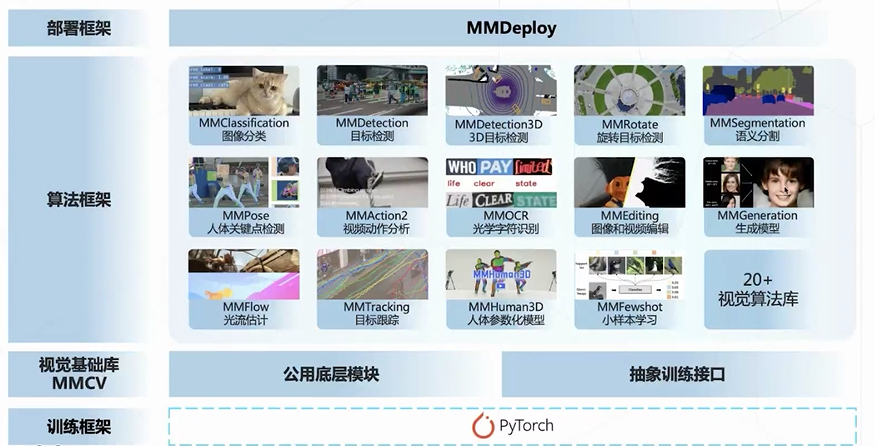 部署框架
MMDeploy
算法框架
MMClassification
图像分类
MMDetection
目标检测
MMDetection3D
3D目标检测
MMRotate
旋转目标检测
MMSegmentation
语义分割
WHO PAY limited
life clear state
Life CLEAR STATE
MMPose
人体关键点检测
MMAction2
视频动作分析
MMOCR
光学字符识别
MMEditing
图像和视频编辑
MMGeneration
生成模型
MMHuman3D
MMFlow
光流估计
MMTracking
目标跟踪
MMHuman3D
人体参数化模型
MMFewshot
小样本学习
20+
视觉算法库
视觉基础库
MMCV
公用底层模块
抽象训练接口
训练框架
PyTorch